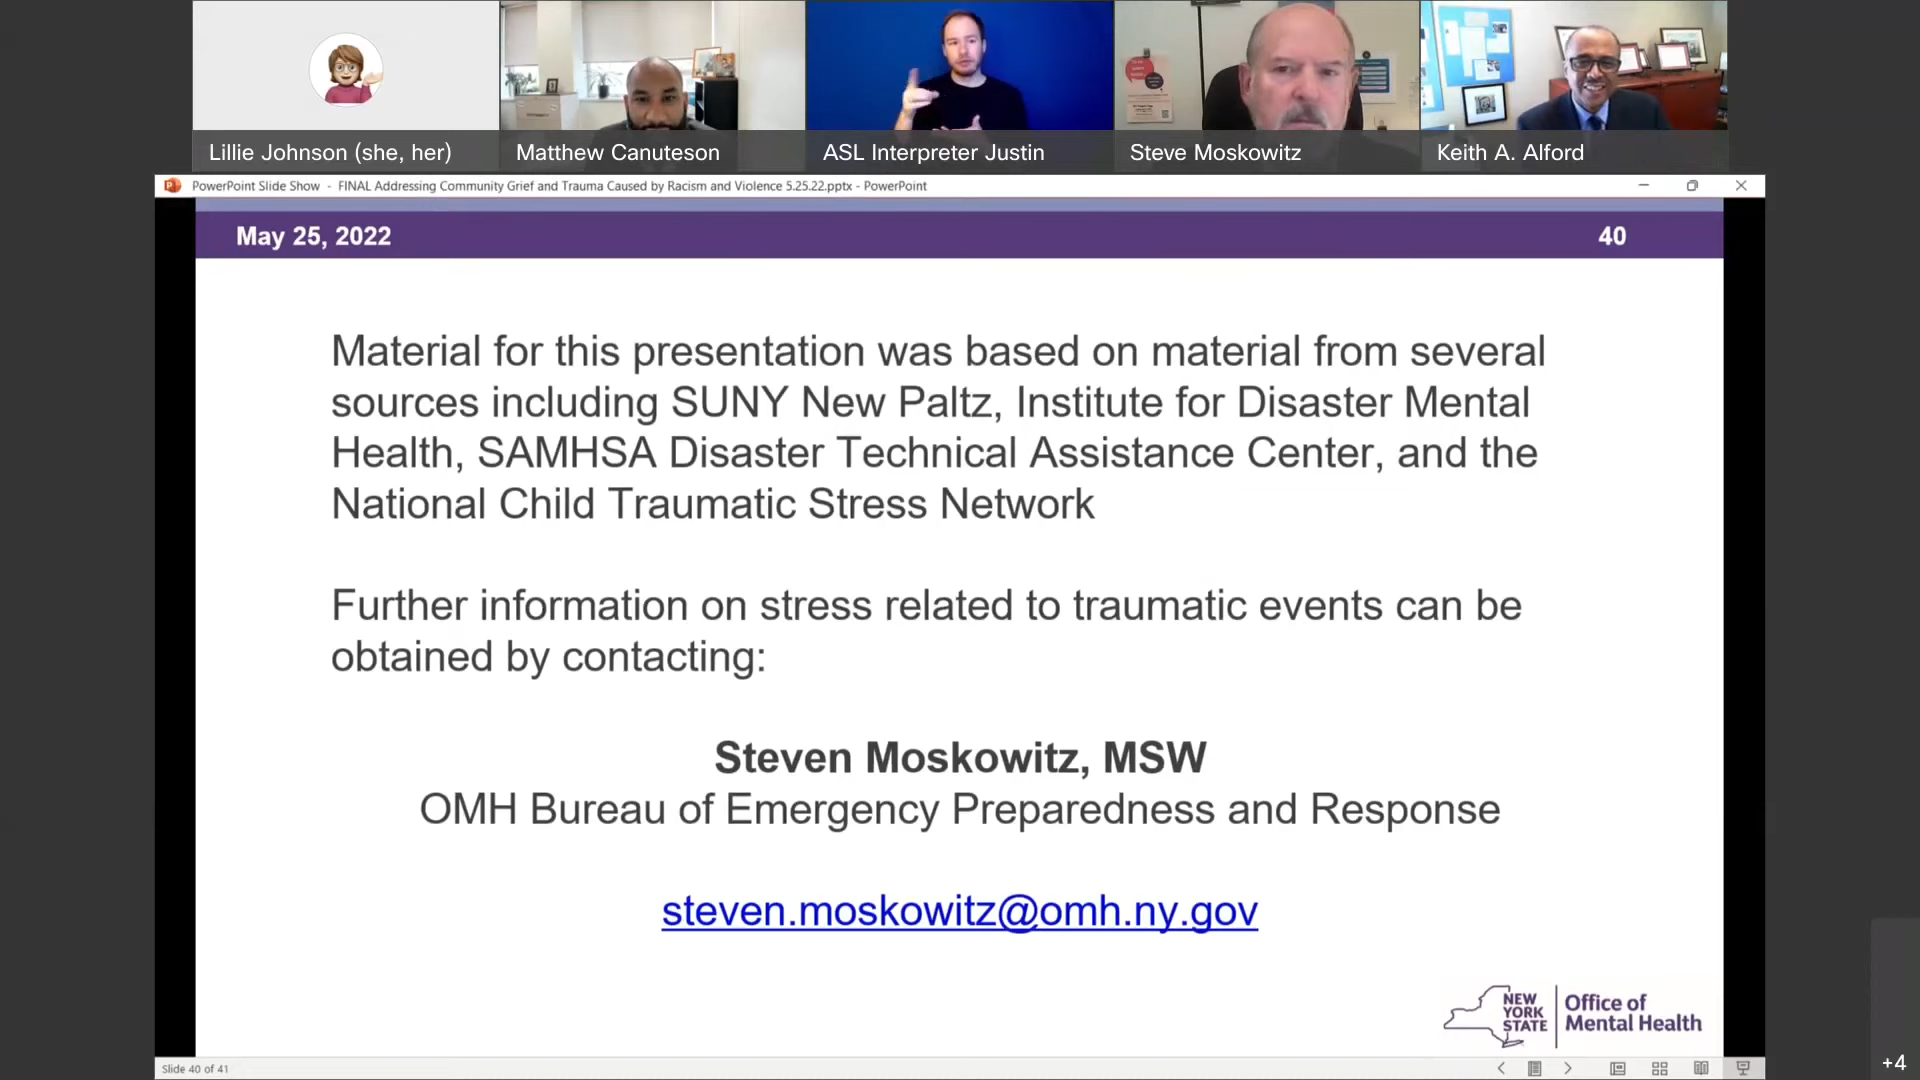 Lillie Johnson (she, her)
Matthew Canuteson
ASL Interpreter Justin
Steve Moskowitz
Keith A. Alford
PowerPoint Slide Show - FINAL Addressing Community Grief and Trauma Caused by Racism and Violence 5.25.22.pptx - PowerPoint
May 25, 2022
40
Material for this presentation was based on material from several
sources including SUNY New Paltz, Institute for Disaster Mental
Health, SAMHSA Disaster Technical Assistance Center, and the
National Child Traumatic Stress Network
Further information on stress related to traumatic events can be
obtained by contacting:
Steven Moskowitz, MSW
OMH Bureau of Emergency Preparedness and Response
steven.moskowitz@omh.ny.gov
NEW
YORK
STATE
Office of
Mental Health
Slide 40 of 41
+4